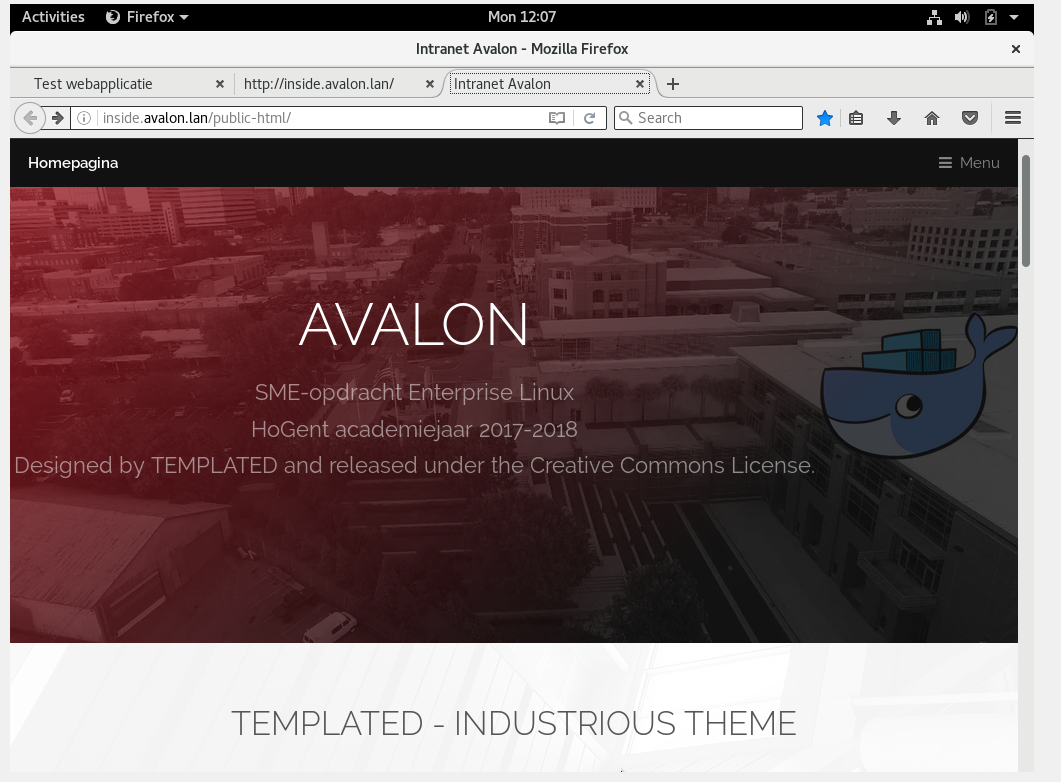 Activities Firefox Mon 12:07
Intranet Avalon - Mozilla Firefox
Test webapplicatie http://inside.avalon.lan/ Intranet Avalon
inside.avalon.lan/public-html/ Search
Homepagina Menu
AVALON
SME-opdracht Enterprise Linux
HoGent academiejaar 2017-2018
Designed by TEMPLATED and released under the Creative Commons License.
TEMPLATED - INDUSTRIOUS THEME